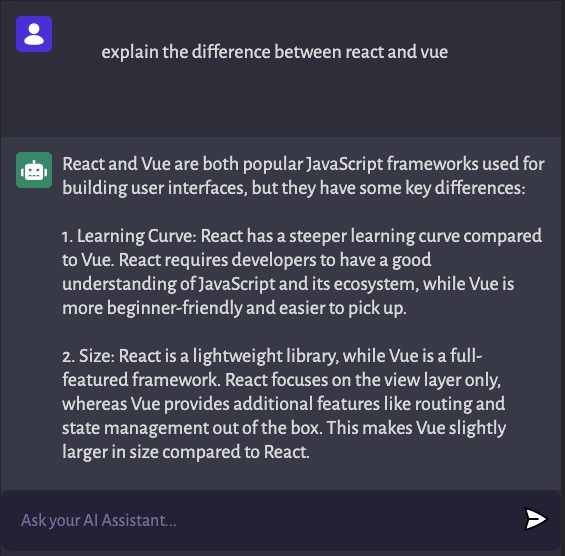 explain the difference between react and vue
React and Vue are both popular JavaScript frameworks used for
building user interfaces, but they have some key differences:
1. Learning Curve: React has a steeper learning curve compared
to Vue. React requires developers to have a good
understanding of JavaScript and its ecosystem, while Vue is
more beginner-friendly and easier to pick up.
2. Size: React is a lightweight library, while Vue is a full-
featured framework. React focuses on the view layer only,
whereas Vue provides additional features like routing and
state management out of the box. This makes Vue slightly
larger in size compared to React.
Ask your AI Assistant...